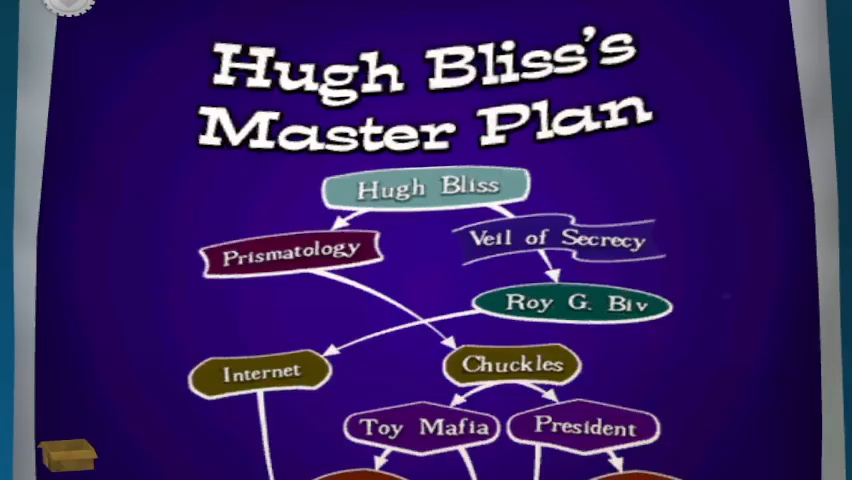 Hugh Bliss's
Master Plan
Hugh Bliss
Prismatology
Veil of Secrecy
Roy G. Biv
Internet
Chuckles
Toy Mafia
President